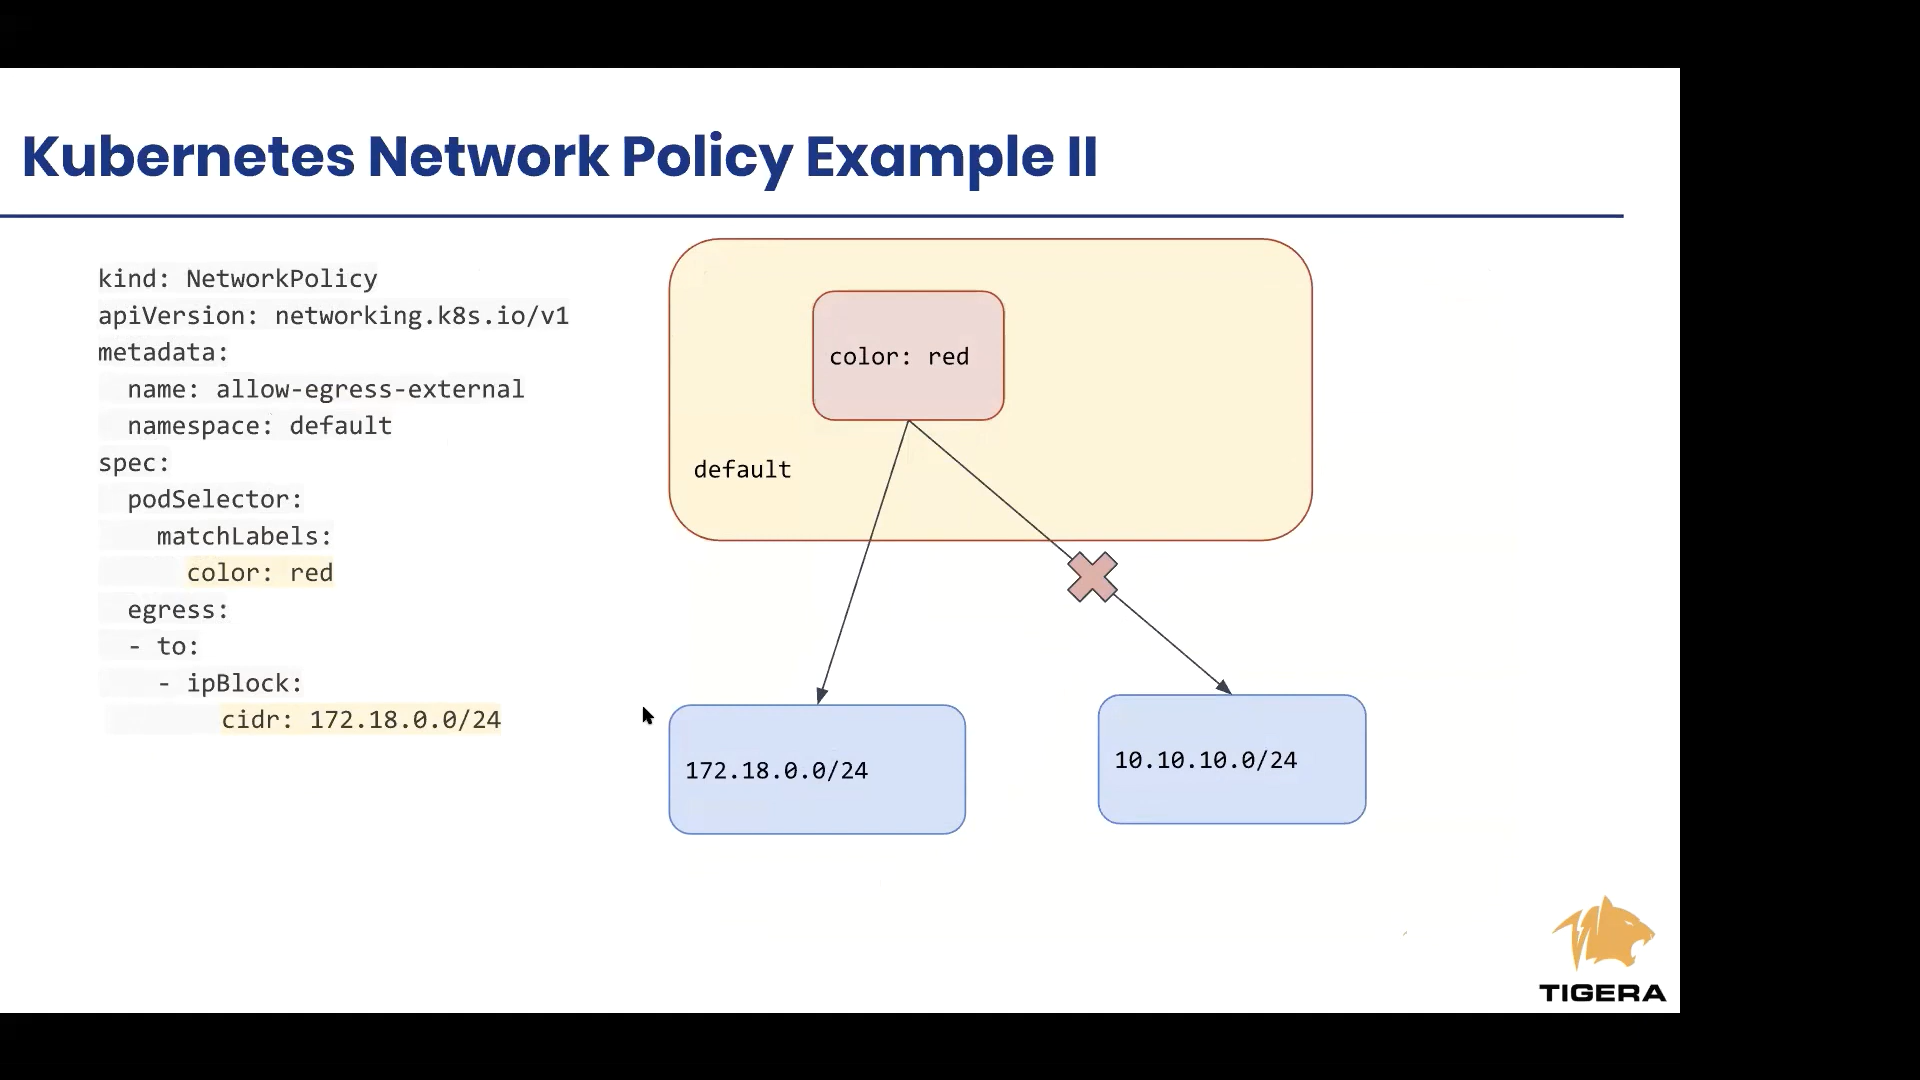 Kubernetes Network Policy Example II
kind: NetworkPolicy
apiVersion: networking.k8s.io/v1
metadata:
  name: allow-egress-external
  namespace: default
spec:
  podSelector:
    matchLabels:
      color: red
  egress:
  - to:
    - ipBlock:
        cidr: 172.18.0.0/24
color: red
default
172.18.0.0/24
10.10.10.0/24
TIGERA